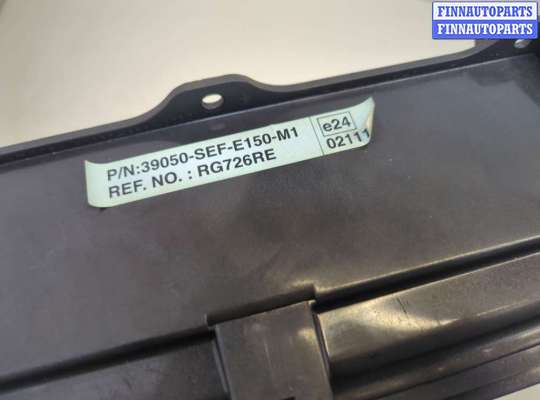 FINNAUTOPARTS
FINNAUTOPARTS
P/N:39050-SEF-E150-M1
REF. NO. : RG726RE
e24
02111